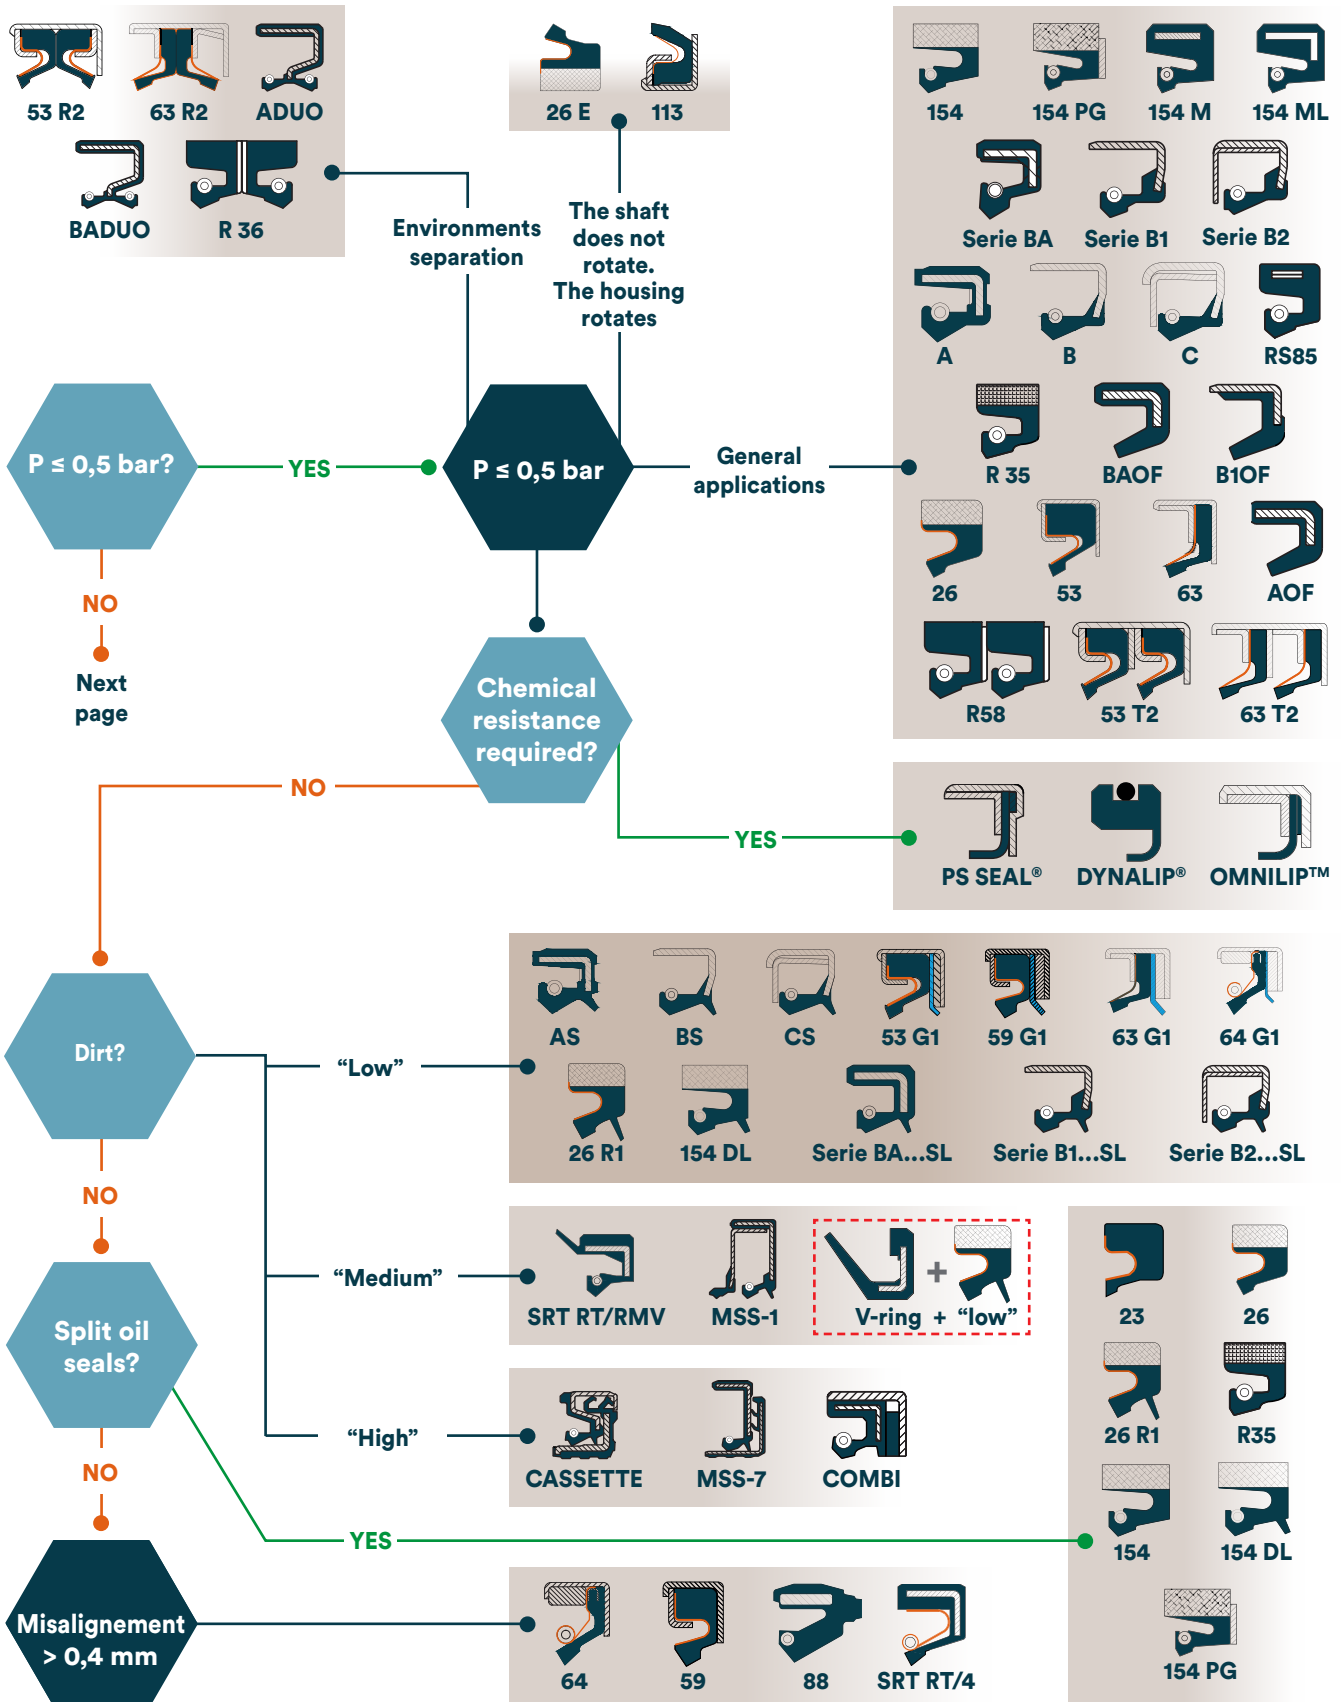 53 R2
63 R2
ADUO
BADUO
R 36
26 E
113
154
154 PG
154 M
154 ML
Serie BA
Serie B1
Serie B2
A
B
C
RS85
R 35
BAOF
B1OF
26
53
63
AOF
R58
53 T2
63 T2
Environments
separation
The shaft
does not
rotate.
The housing
rotates
P ≤ 0,5 bar?
YES
P ≤ 0,5 bar
General
applications
NO
Next
page
Chemical
resistance
required?
NO
YES
PS SEAL®
DYNALIP®
OMNILIP™
Dirt?
"Low"
AS
BS
CS
53 G1
59 G1
63 G1
64 G1
26 R1
154 DL
Serie BA...SL
Serie B1...SL
Serie B2...SL
NO
"Medium"
SRT RT/RMV
MSS-1
+
V-ring + "low"
Split oil
seals?
"High"
CASSETTE
MSS-7
COMBI
NO
YES
23
26
26 R1
R35
154
154 DL
154 PG
Misalignement
> 0,4 mm
64
59
88
SRT RT/4